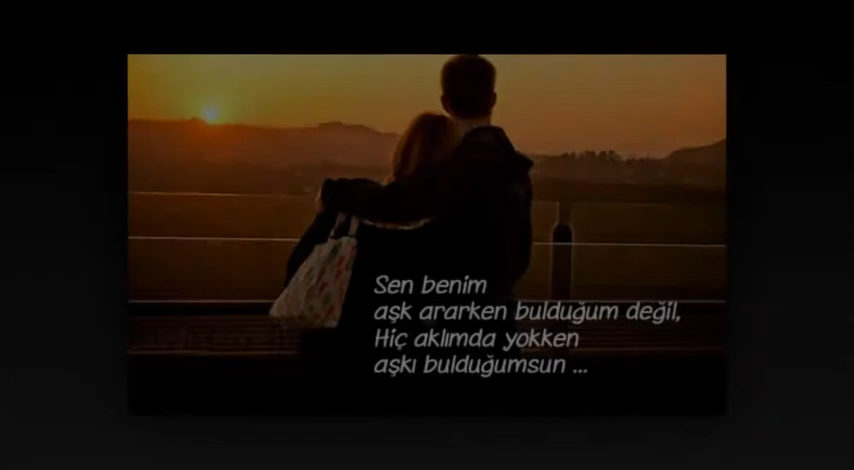 Sen benim
aşk ararken bulduğum değil,
Hiç aklımda yokken
aşkı bulduğumsun ...